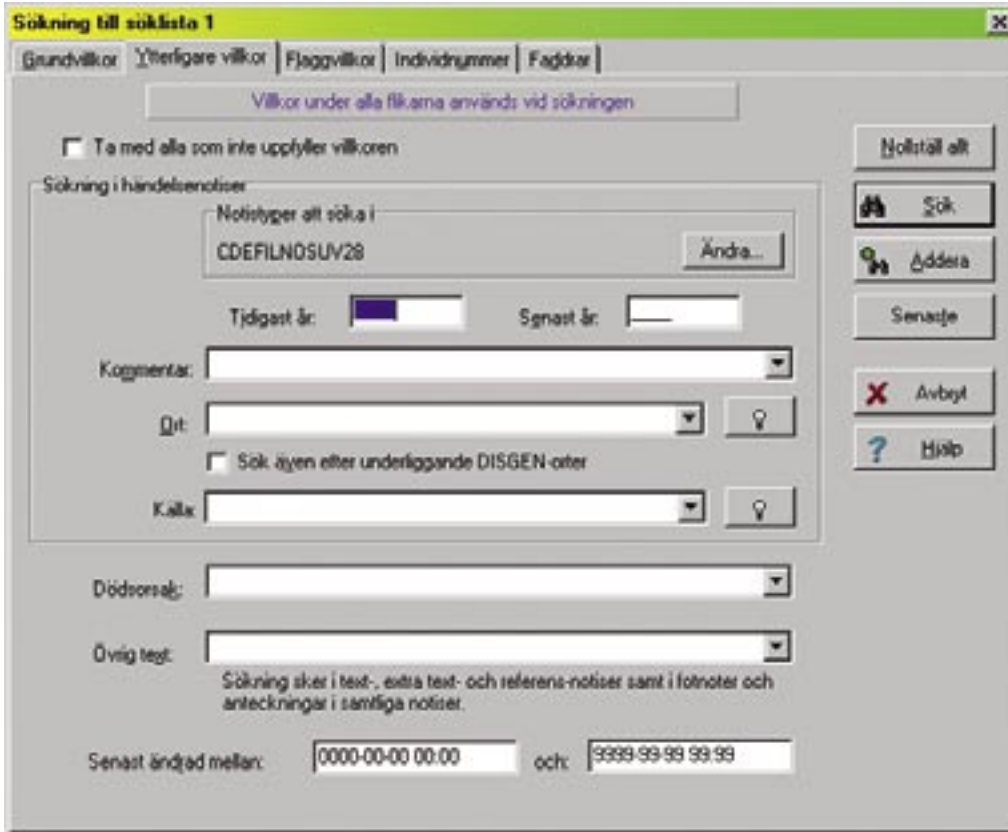 Sökning till söklista 1
Grundvillkor Ytterligare villkor Flaggvillkor Individnummer Faddrar
Villkor under alla flikarna används vid sökningen
Ta med alla som inte uppfyller villkoren
Nollställ allt
Sökning i händelsenotiser
Notistyper att söka i
Sök
CDEFILNOSUV28
Ändra...
Addera
Tidigast år:
Senast år:
Senaste
Kommentar:
Avbryt
Ort:
Hjälp
Sök även efter underliggande DISGEN-orter
Källa:
Dödsorsak:
Övrig text:
Sökning sker i text-, extra text- och referens-notiser samt i fotnoter och
anteckningar i samtliga notiser.
Senast ändrad mellan: 0000-00-00 00:00 och: 9999-99-99 99:99